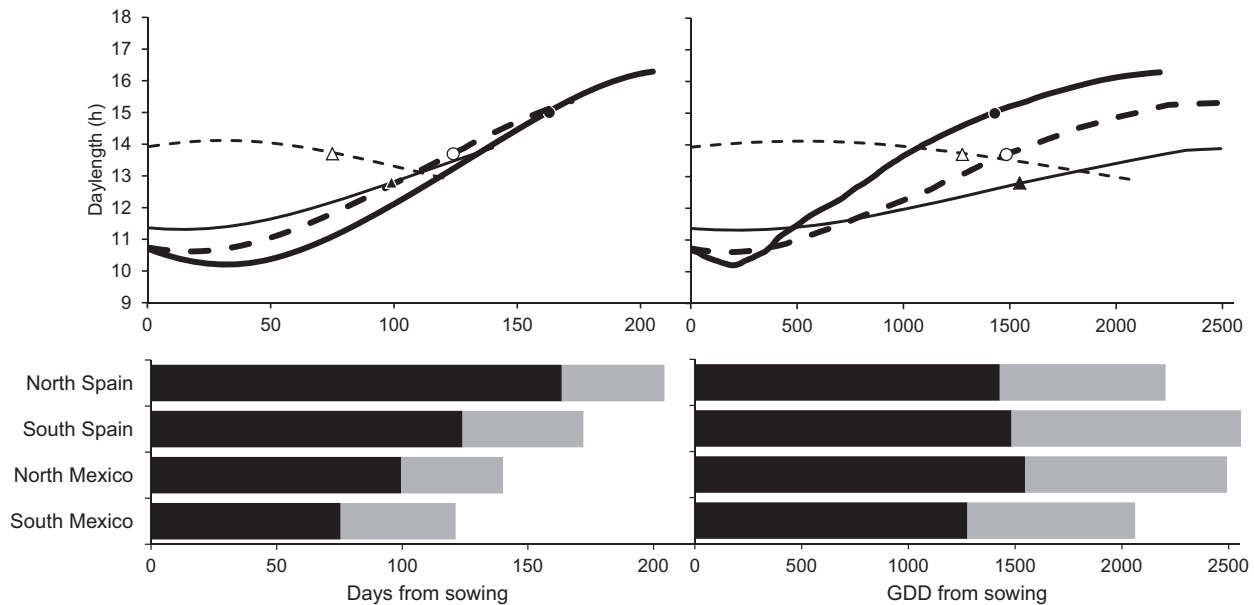 18
17
16
15
14
13
12
11
10
9
Daylength (h)
0 50 100 150 200
0 500 1000 1500 2000 2500
North Spain
South Spain
North Mexico
South Mexico
0 50 100 150 200
Days from sowing
0 500 1000 1500 2000 2500
GDD from sowing